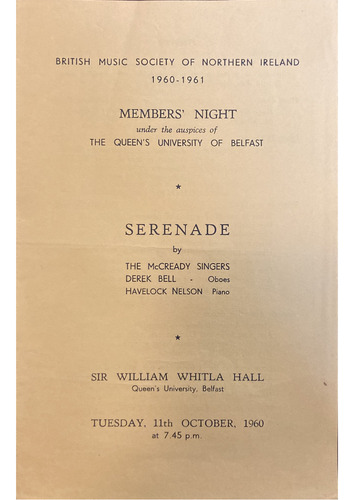 BRITISH MUSIC SOCIETY OF NORTHERN IRELAND
1960-1961
MEMBERS' NIGHT
under the auspices of
THE QUEEN'S UNIVERSITY OF BELFAST
★
SERENADE
by
THE McCREADY SINGERS
DEREK BELL - Oboes
HAVELOCK NELSON Piano
★
SIR WILLIAM WHITLA HALL
Queen's University, Belfast
TUESDAY, 11th OCTOBER, 1960
at 7.45 p.m.